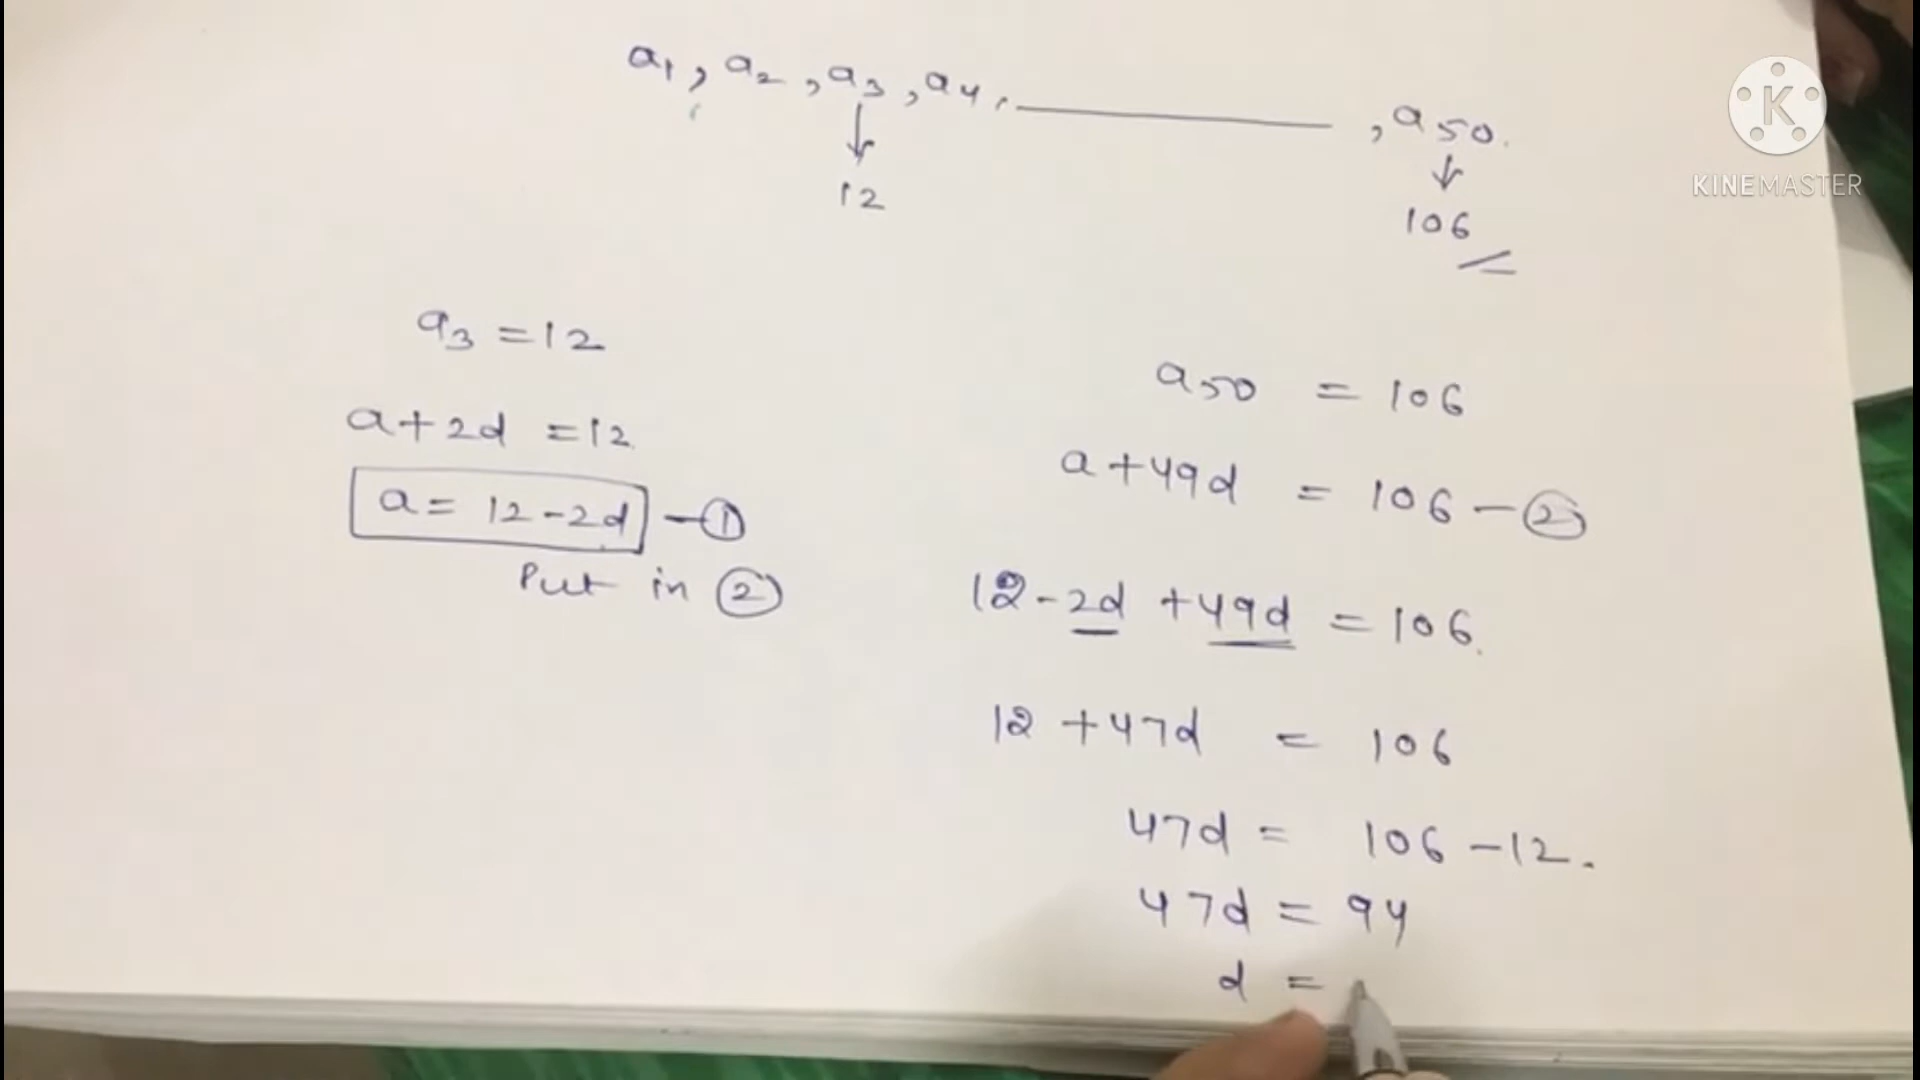 a1, a2, a3, a4, , a50.
↓ ↓
12 106
KINEMASTER
a3 = 12
a+2d = 12
a = 12-2d — ①
Put in ②
a50 = 106
a+49d = 106 — ②
12-2d +49d = 106.
12 +47d = 106
47d = 106 -12.
47d = 94
d =